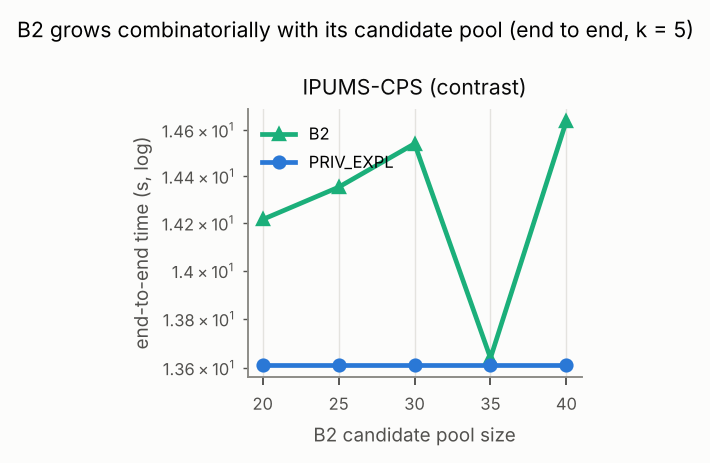 B2 grows combinatorially with its candidate pool (end to end, k = 5)
IPUMS-CPS (contrast)
B2
PRIV_EXPL
end-to-end time (s, log)
1.46 × 10¹
1.44 × 10¹
1.42 × 10¹
1.4 × 10¹
1.38 × 10¹
1.36 × 10¹
20 25 30 35 40
B2 candidate pool size